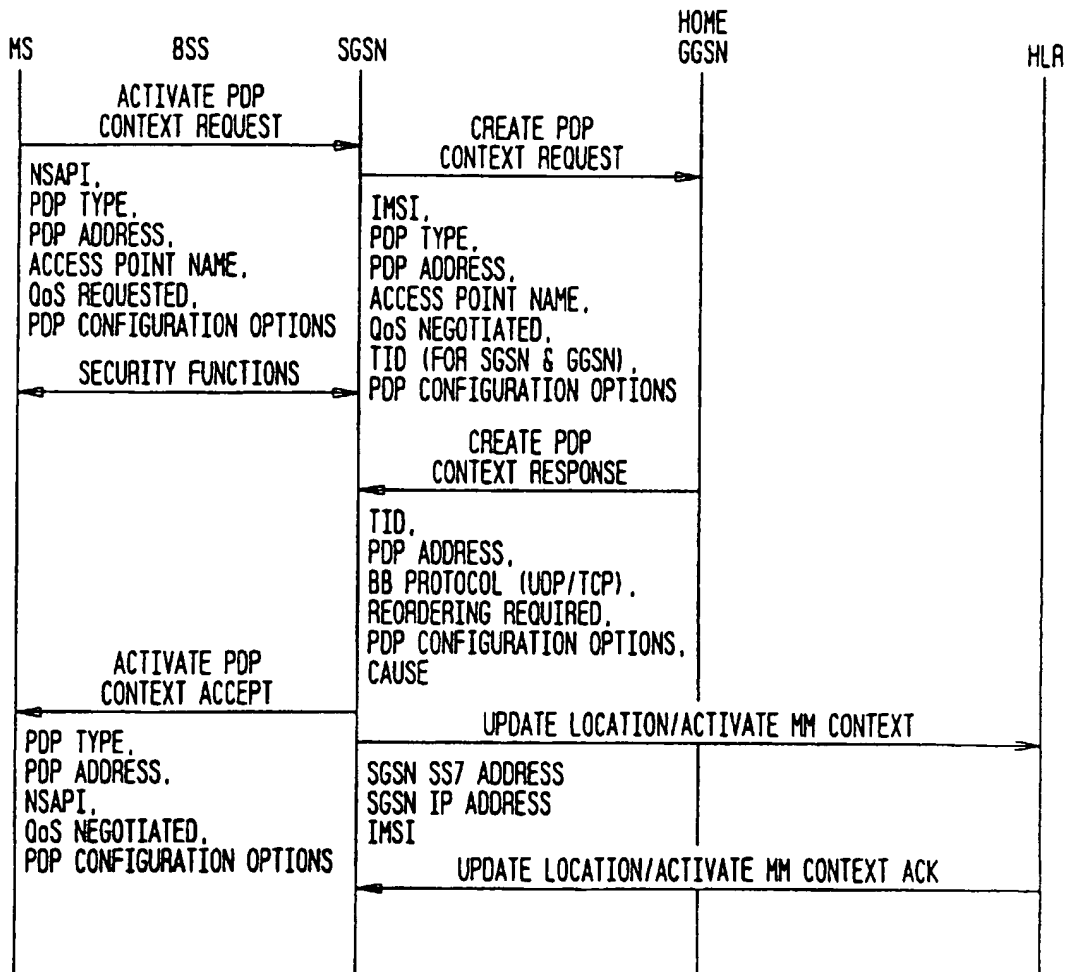 MS
BSS
SGSN
HOME
GGSN
HLR
ACTIVATE PDP
CONTEXT REQUEST
CREATE PDP
CONTEXT REQUEST
NSAPI,
PDP TYPE,
PDP ADDRESS,
ACCESS POINT NAME,
QoS REQUESTED,
PDP CONFIGURATION OPTIONS
IMSI,
PDP TYPE,
PDP ADDRESS,
ACCESS POINT NAME,
QoS NEGOTIATED,
TID (FOR SGSN & GGSN),
PDP CONFIGURATION OPTIONS
SECURITY FUNCTIONS
CREATE PDP
CONTEXT RESPONSE
TID,
PDP ADDRESS,
BB PROTOCOL (UDP/TCP),
REORDERING REQUIRED,
PDP CONFIGURATION OPTIONS,
CAUSE
ACTIVATE PDP
CONTEXT ACCEPT
UPDATE LOCATION/ACTIVATE MM CONTEXT
PDP TYPE,
PDP ADDRESS,
NSAPI,
QoS NEGOTIATED,
PDP CONFIGURATION OPTIONS
SGSN SS7 ADDRESS
SGSN IP ADDRESS
IMSI
UPDATE LOCATION/ACTIVATE MM CONTEXT ACK